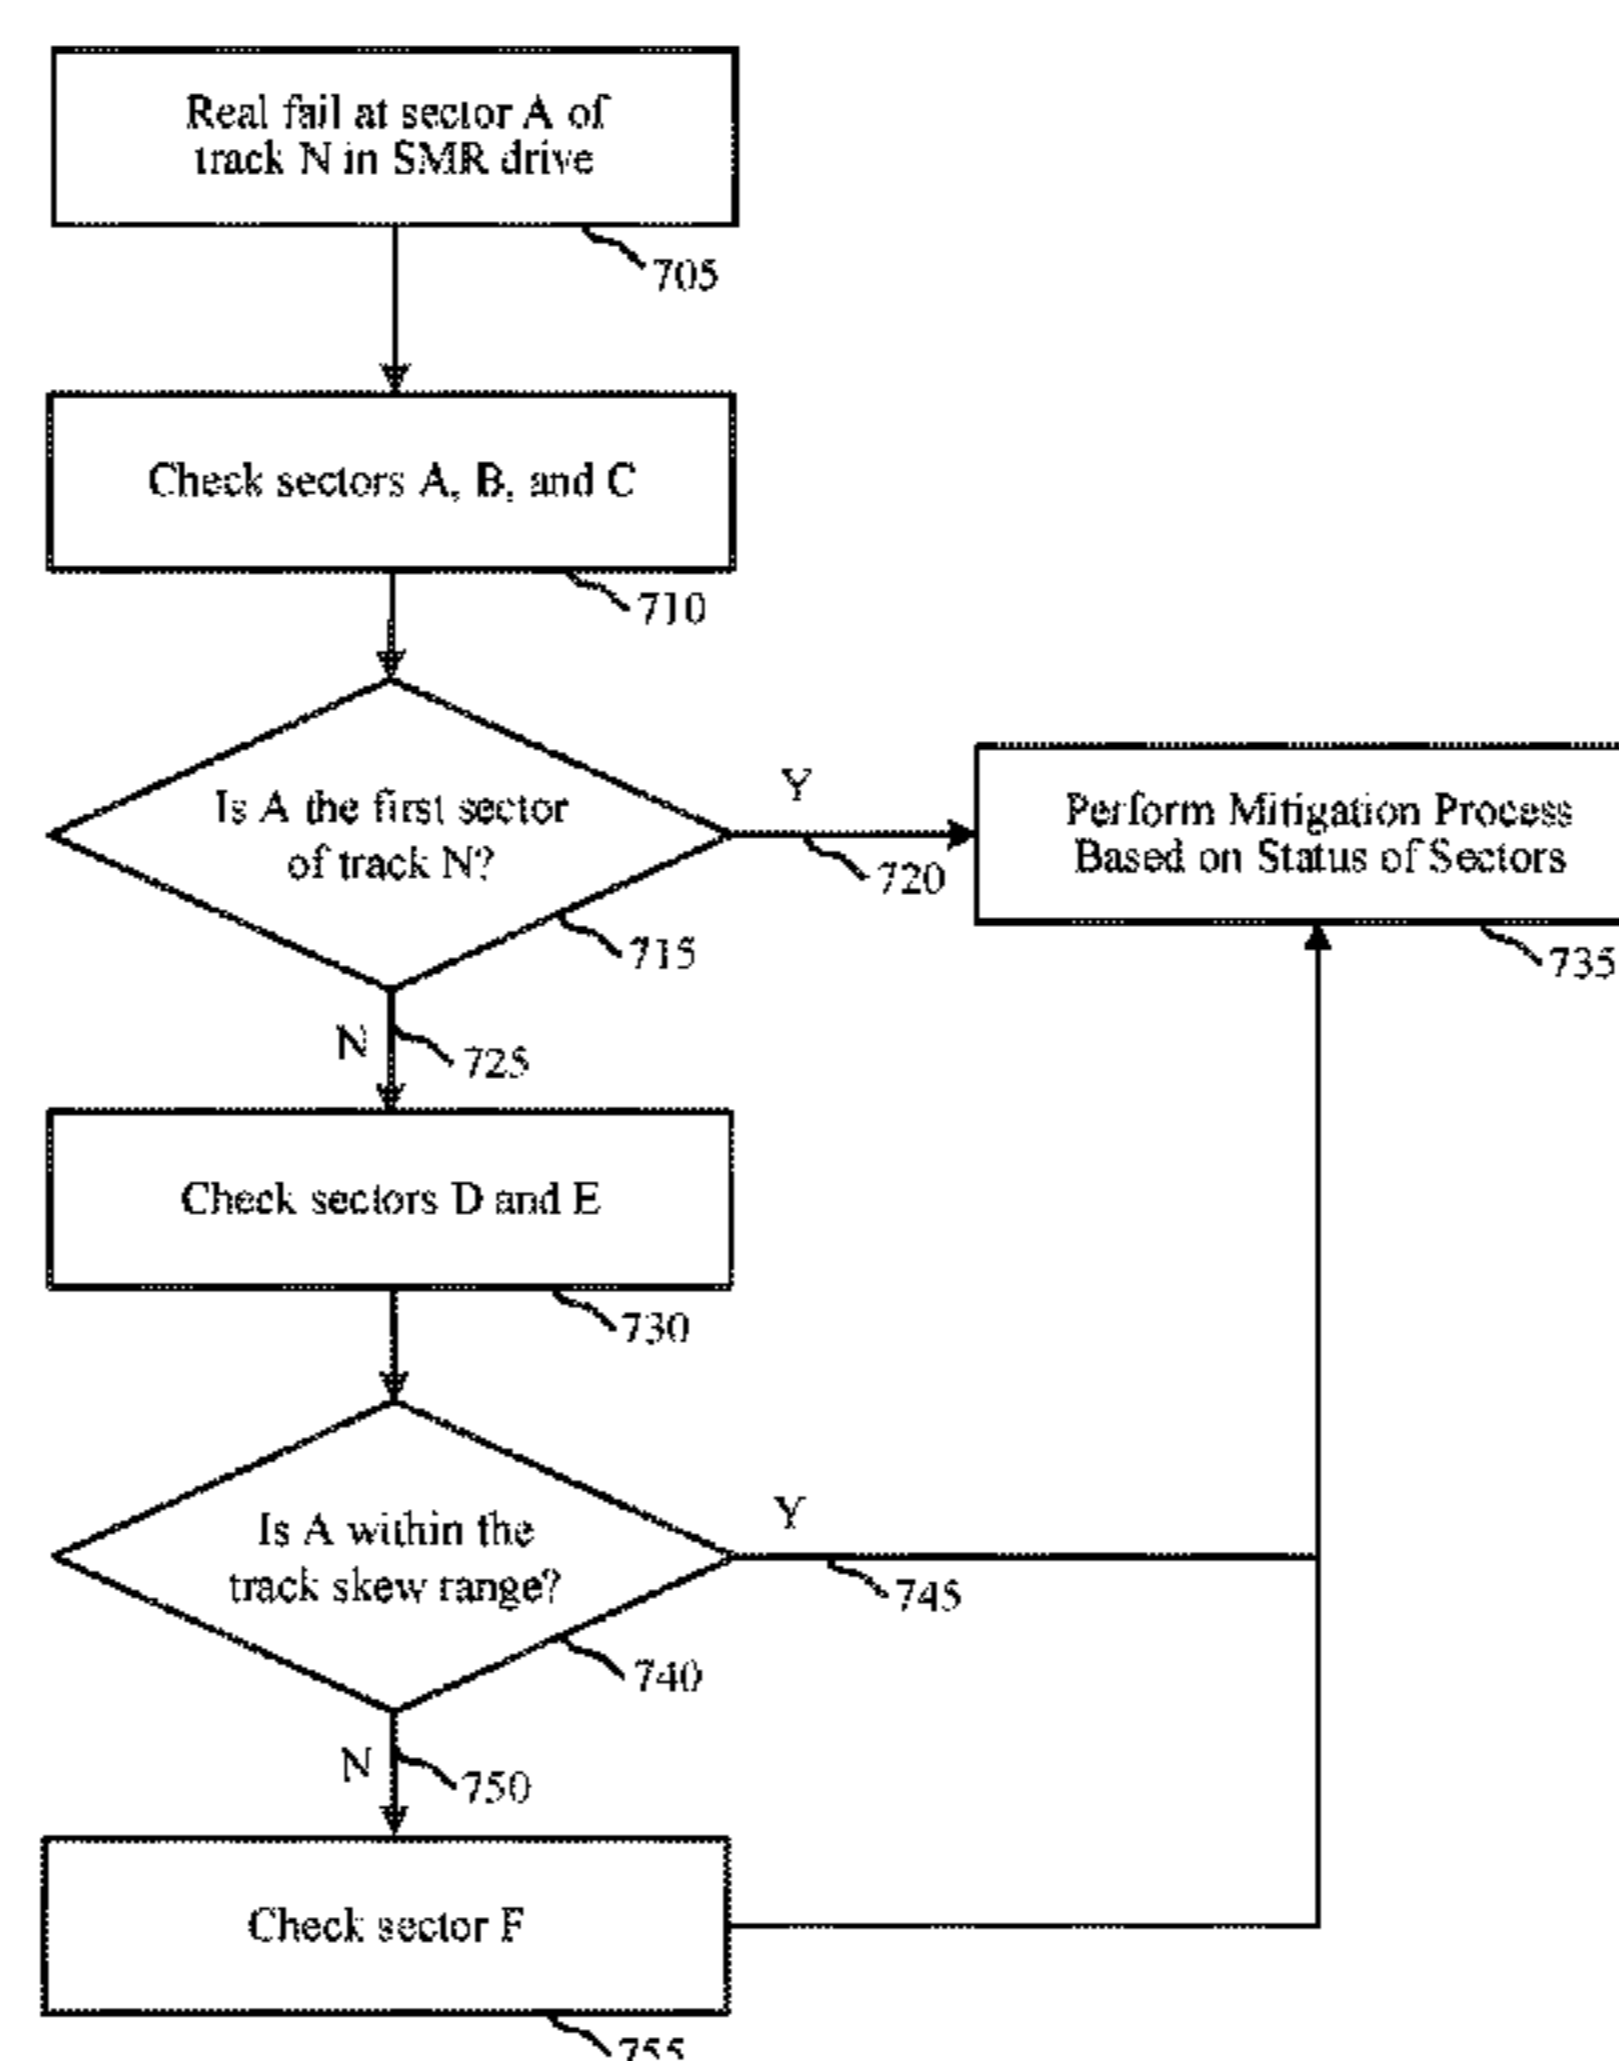 Real fail at sector A of
track N in SMR drive
705
Check sectors A, B, and C
710
Is A the first sector
of track N?
715
Y
720
Perform Mitigation Process
Based on Status of Sectors
735
N
725
Check sectors D and E
730
Is A within the
track skew range?
740
Y
745
N
750
Check sector F
755